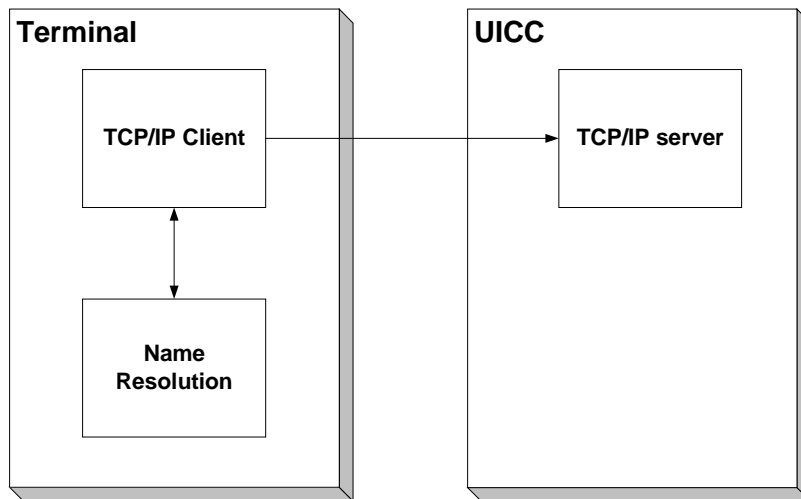 Terminal
UICC
TCP/IP Client
TCP/IP server
Name
Resolution